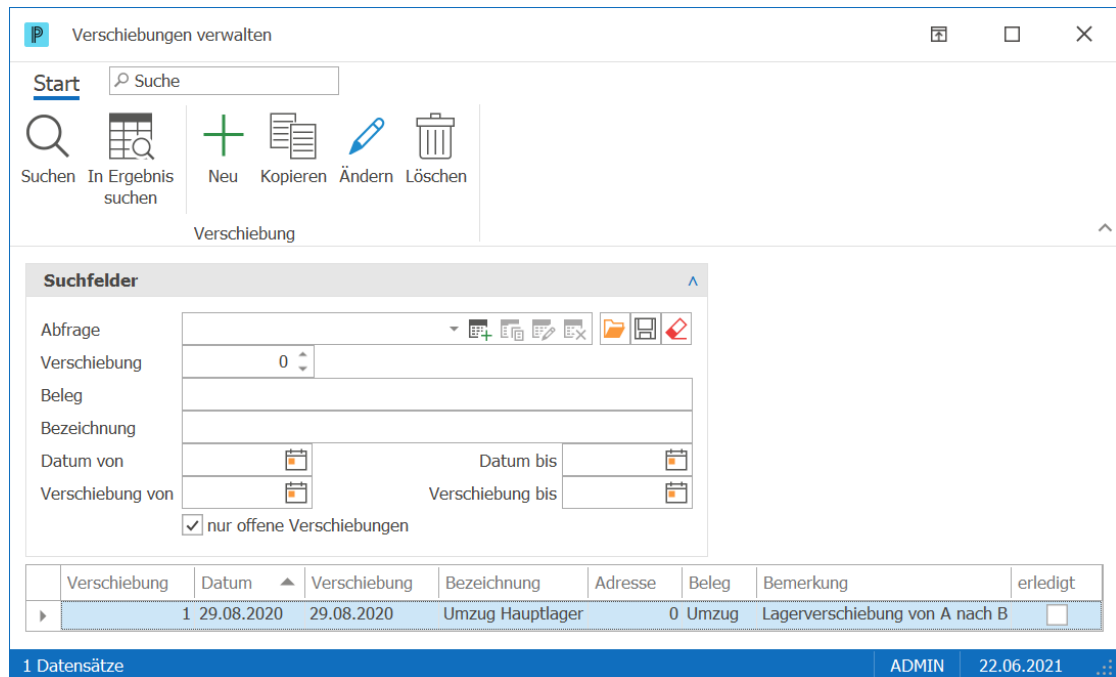 Verschiebungen verwalten
Start Suche
Suchen In Ergebnis suchen Neu Kopieren Ändern Löschen
Verschiebung
Suchfelder
Abfrage
Verschiebung 0
Beleg
Bezeichnung
Datum von Datum bis
Verschiebung von Verschiebung bis
nur offene Verschiebungen
Verschiebung Datum Verschiebung Bezeichnung Adresse Beleg Bemerkung erledigt
1 29.08.2020 29.08.2020 Umzug Hauptlager 0 Umzug Lagerverschiebung von A nach B
1 Datensätze ADMIN 22.06.2021